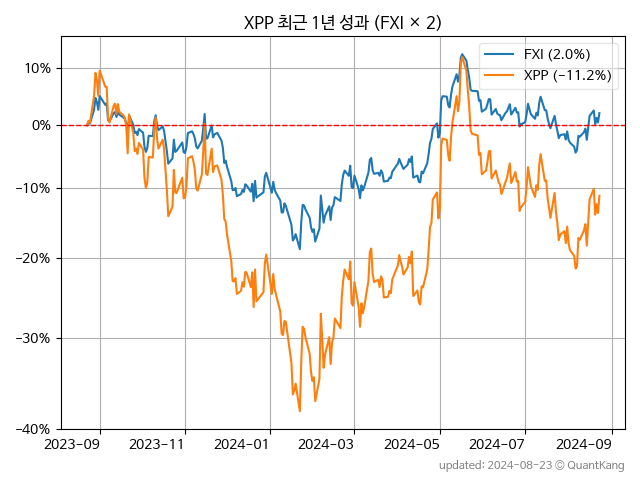 XPP 최근 1년 성과 (FXI × 2)
FXI (2.0%)
XPP (−11.2%)
10%
0%
−10%
−20%
−30%
−40%
2023-09 2023-11 2024-01 2024-03 2024-05 2024-07 2024-09
updated: 2024-08-23 © QuantKang